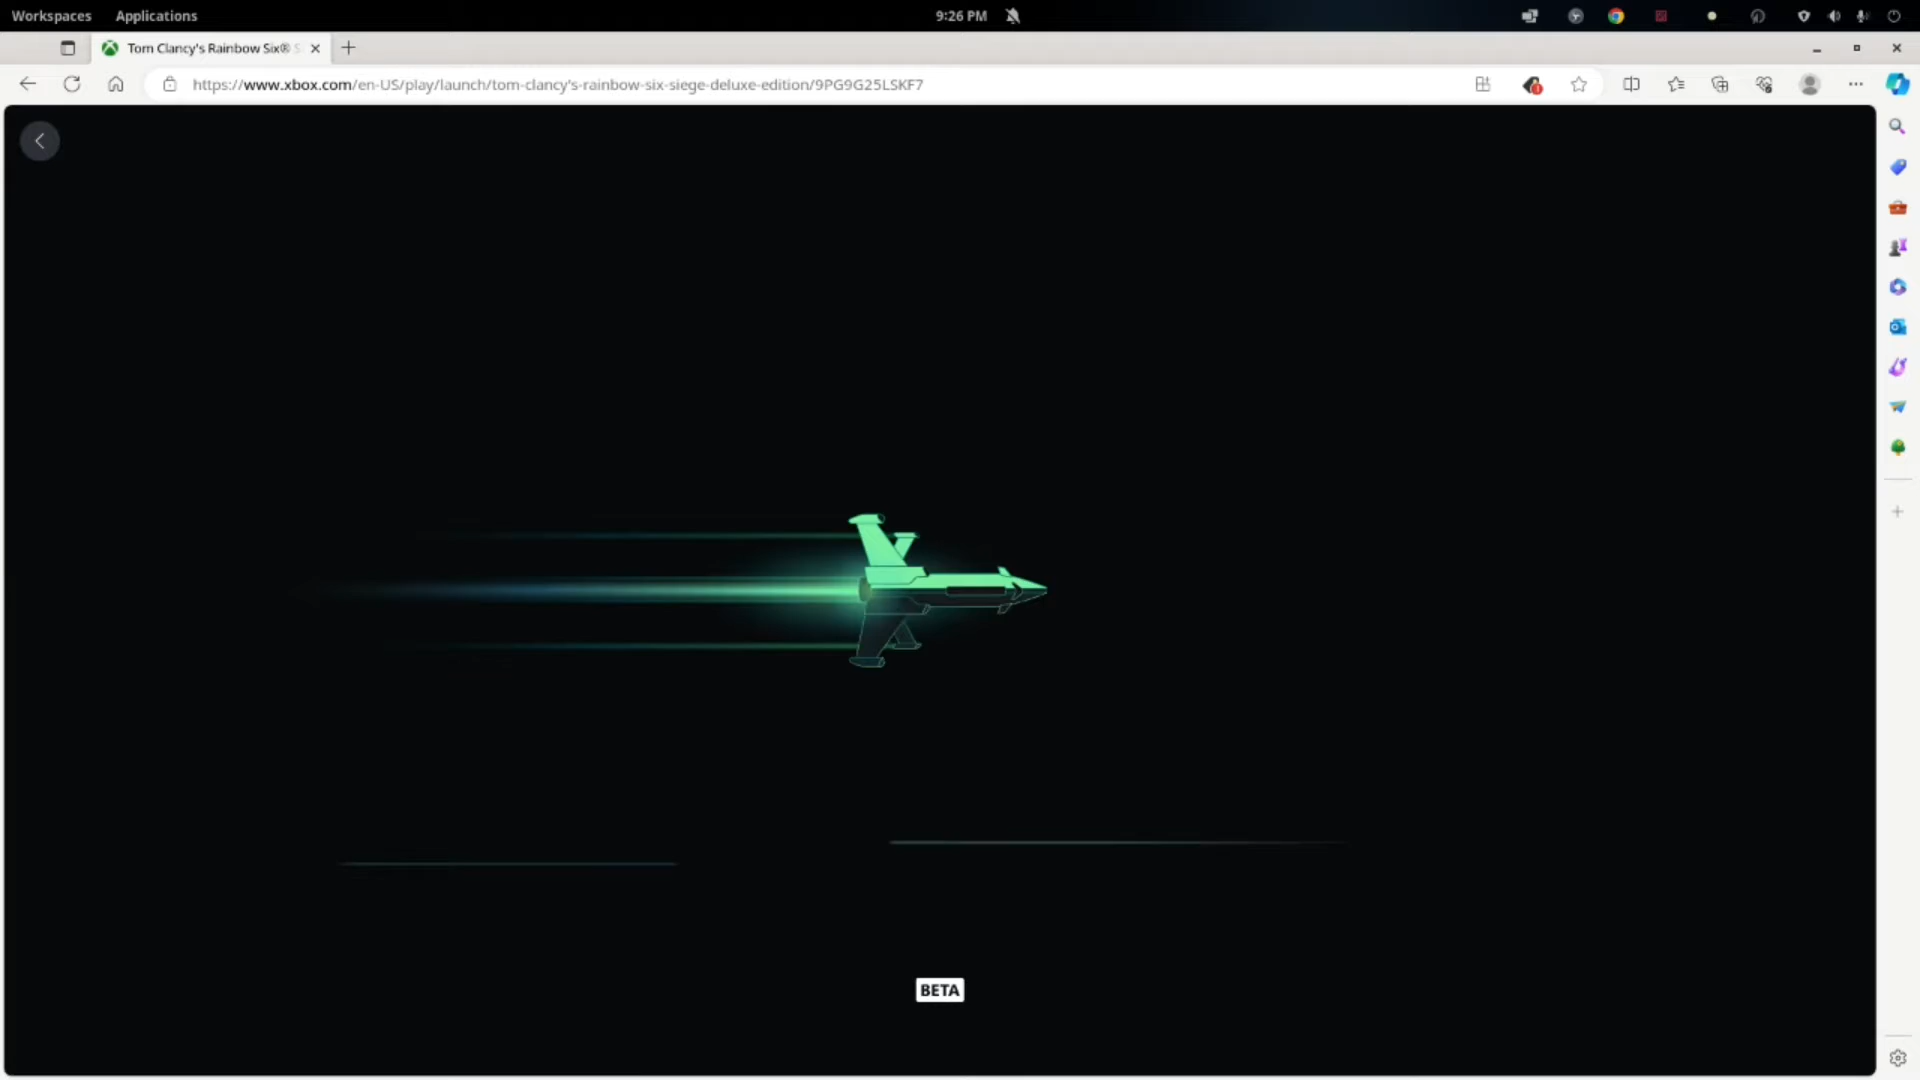 Workspaces Applications 9:26 PM
Tom Clancy's Rainbow Six® S
https://www.xbox.com/en-US/play/launch/tom-clancy's-rainbow-six-siege-deluxe-edition/9PG9G25LSKF7
BETA